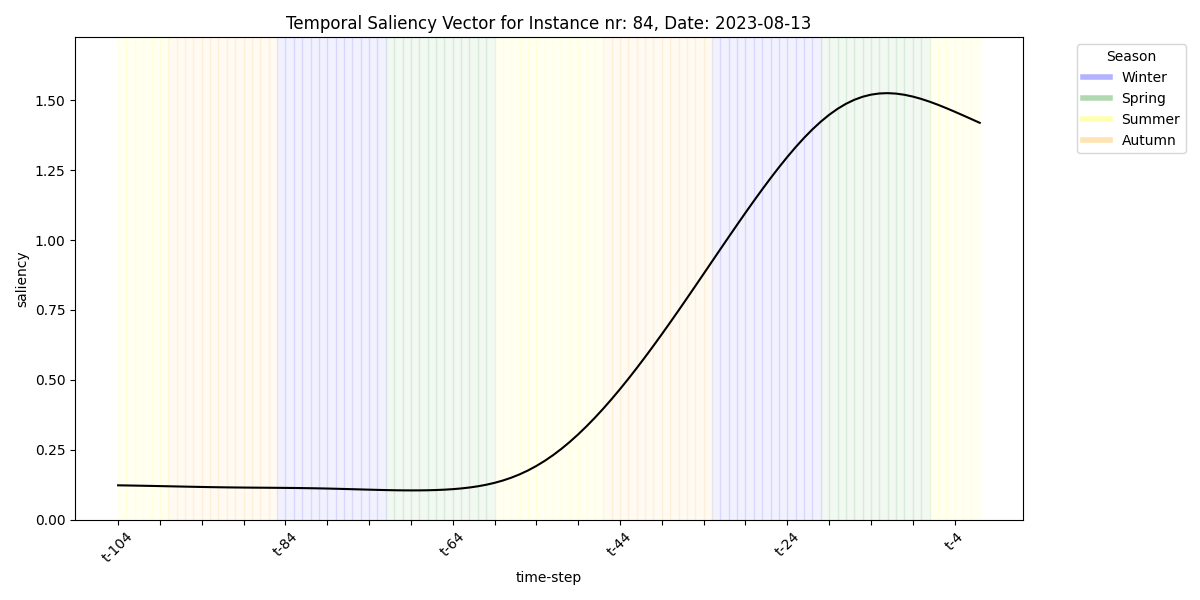 Temporal Saliency Vector for Instance nr: 84, Date: 2023-08-13
Season
Winter
Spring
Summer
Autumn
saliency
1.50
1.25
1.00
0.75
0.50
0.25
0.00
t-104
t-84
t-64
t-44
t-24
t-4
time-step